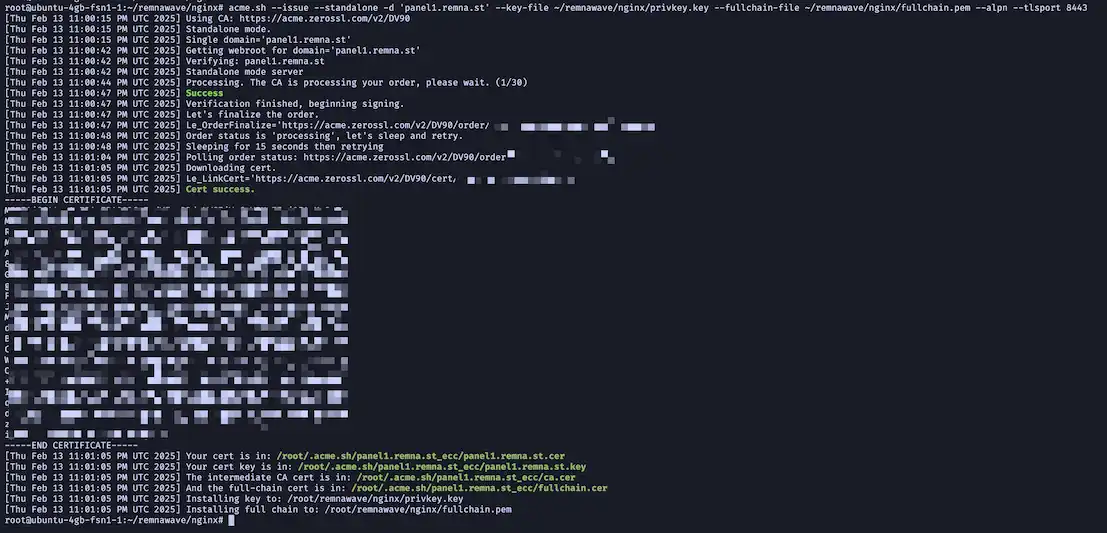 root@ubuntu-4gb-fsn1-1:~/remnawave/nginx# acme.sh --issue --standalone -d 'panel1.remna.st' --key-file ~/remnawave/nginx/privkey.key --fullchain-file ~/remnawave/nginx/fullchain.pem --alpn --tlsport 8443
[Thu Feb 13 11:00:15 PM UTC 2025] Using CA: https://acme.zerossl.com/v2/DV90
[Thu Feb 13 11:00:15 PM UTC 2025] Standalone mode.
[Thu Feb 13 11:00:15 PM UTC 2025] Single domain='panel1.remna.st'
[Thu Feb 13 11:00:42 PM UTC 2025] Getting webroot for domain='panel1.remna.st'
[Thu Feb 13 11:00:42 PM UTC 2025] Verifying: panel1.remna.st
[Thu Feb 13 11:00:42 PM UTC 2025] Standalone mode server
[Thu Feb 13 11:00:44 PM UTC 2025] Processing. The CA is processing your order, please wait. (1/30)
[Thu Feb 13 11:00:47 PM UTC 2025] Success
[Thu Feb 13 11:00:47 PM UTC 2025] Verification finished, beginning signing.
[Thu Feb 13 11:00:47 PM UTC 2025] Let's finalize the order.
[Thu Feb 13 11:00:47 PM UTC 2025] Le_OrderFinalize='https://acme.zerossl.com/v2/DV90/order/
[Thu Feb 13 11:00:48 PM UTC 2025] Order status is 'processing', let's sleep and retry.
[Thu Feb 13 11:00:48 PM UTC 2025] Sleeping for 15 seconds then retrying
[Thu Feb 13 11:01:04 PM UTC 2025] Polling order status: https://acme.zerossl.com/v2/DV90/order
[Thu Feb 13 11:01:05 PM UTC 2025] Downloading cert.
[Thu Feb 13 11:01:05 PM UTC 2025] Le_LinkCert='https://acme.zerossl.com/v2/DV90/cert/
[Thu Feb 13 11:01:05 PM UTC 2025] Cert success.
-----BEGIN CERTIFICATE-----
-----END CERTIFICATE-----
[Thu Feb 13 11:01:05 PM UTC 2025] Your cert is in: /root/.acme.sh/panel1.remna.st_ecc/panel1.remna.st.cer
[Thu Feb 13 11:01:05 PM UTC 2025] Your cert key is in: /root/.acme.sh/panel1.remna.st_ecc/panel1.remna.st.key
[Thu Feb 13 11:01:05 PM UTC 2025] The intermediate CA cert is in: /root/.acme.sh/panel1.remna.st_ecc/ca.cer
[Thu Feb 13 11:01:05 PM UTC 2025] And the full-chain cert is in: /root/.acme.sh/panel1.remna.st_ecc/fullchain.cer
[Thu Feb 13 11:01:05 PM UTC 2025] Installing key to: /root/remnawave/nginx/privkey.key
[Thu Feb 13 11:01:05 PM UTC 2025] Installing full chain to: /root/remnawave/nginx/fullchain.pem
root@ubuntu-4gb-fsn1-1:~/remnawave/nginx#